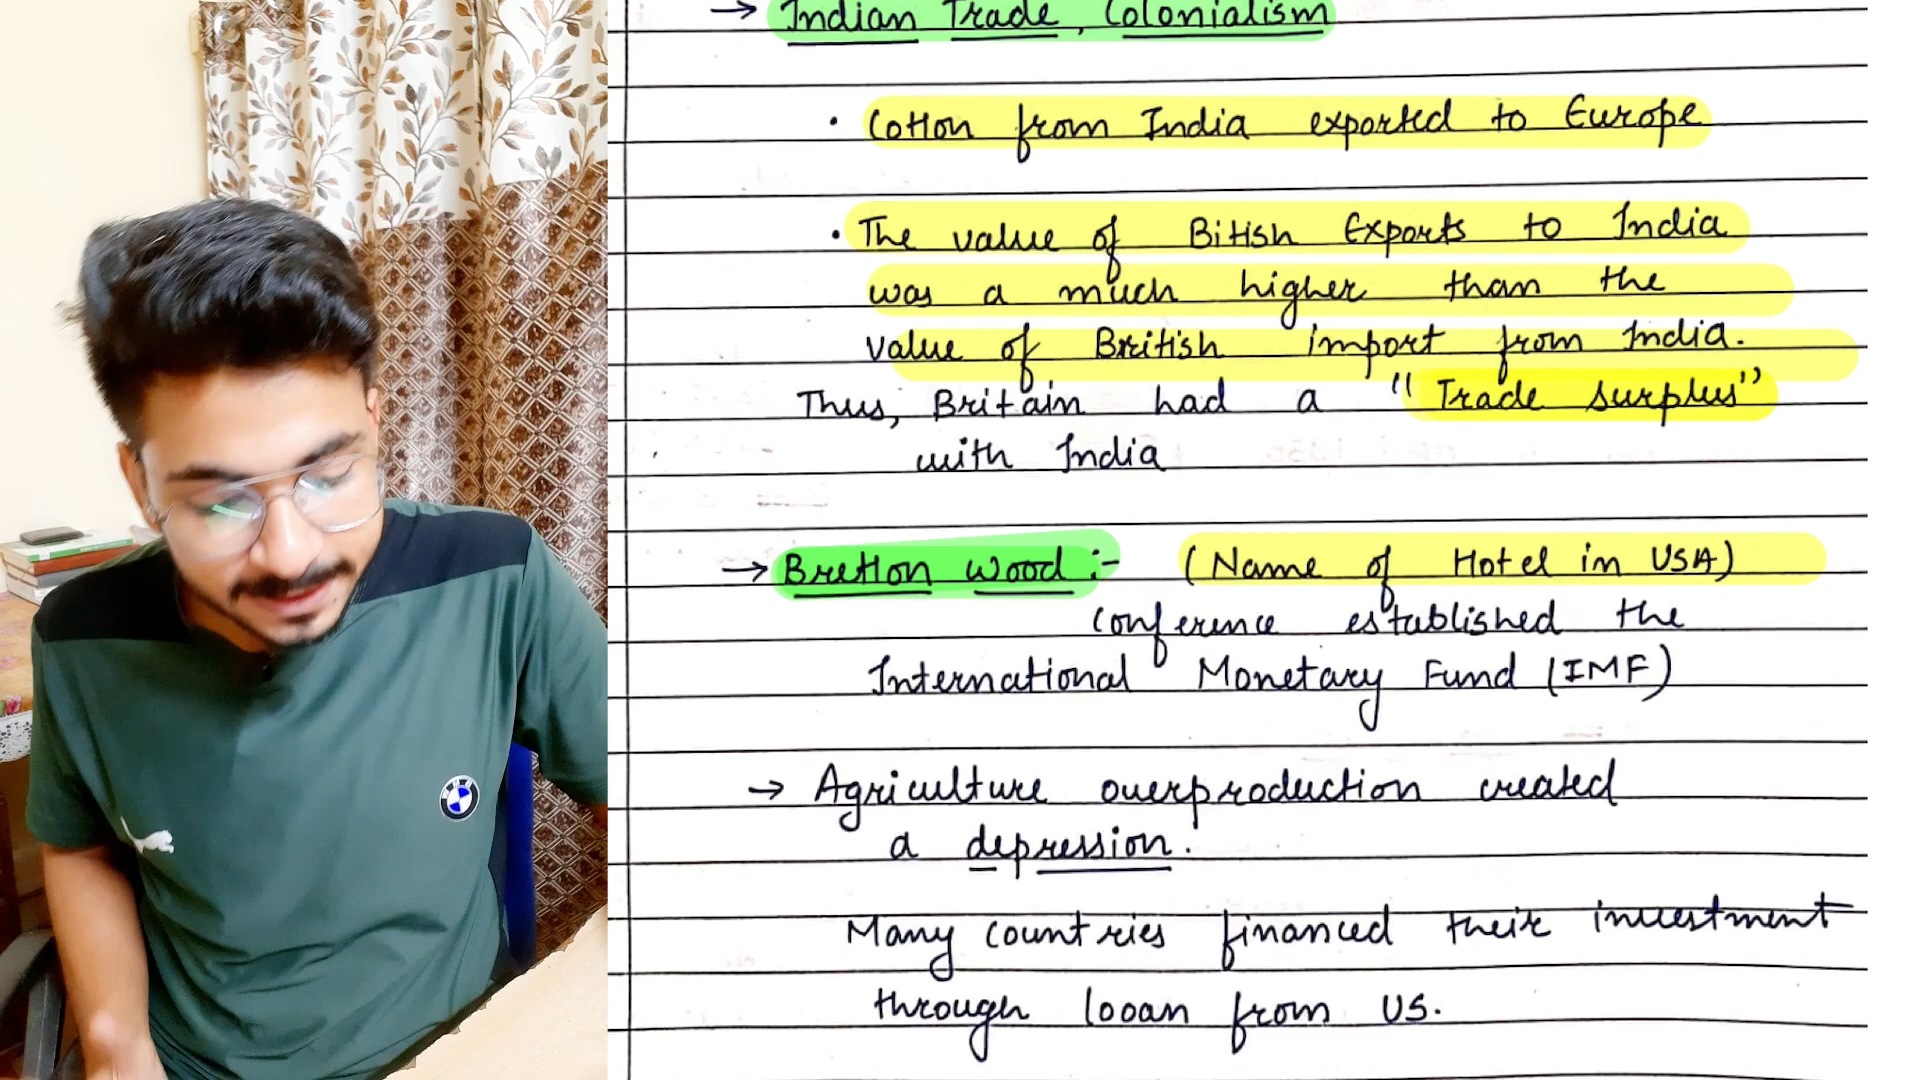 → Indian Trade, Colonialism
• Cotton from India exported to Europe
• The value of Bitish Exports to India
was a much higher than the
value of British import from India.
Thus, Britain had a "Trade surplus"
with India
→ Bretton Wood :- (Name of Hotel in USA)
Conference established the
International Monetary Fund (IMF)
→ Agriculture overproduction created
a depression.
Many countries financed their investment
through looan from US.
BMW